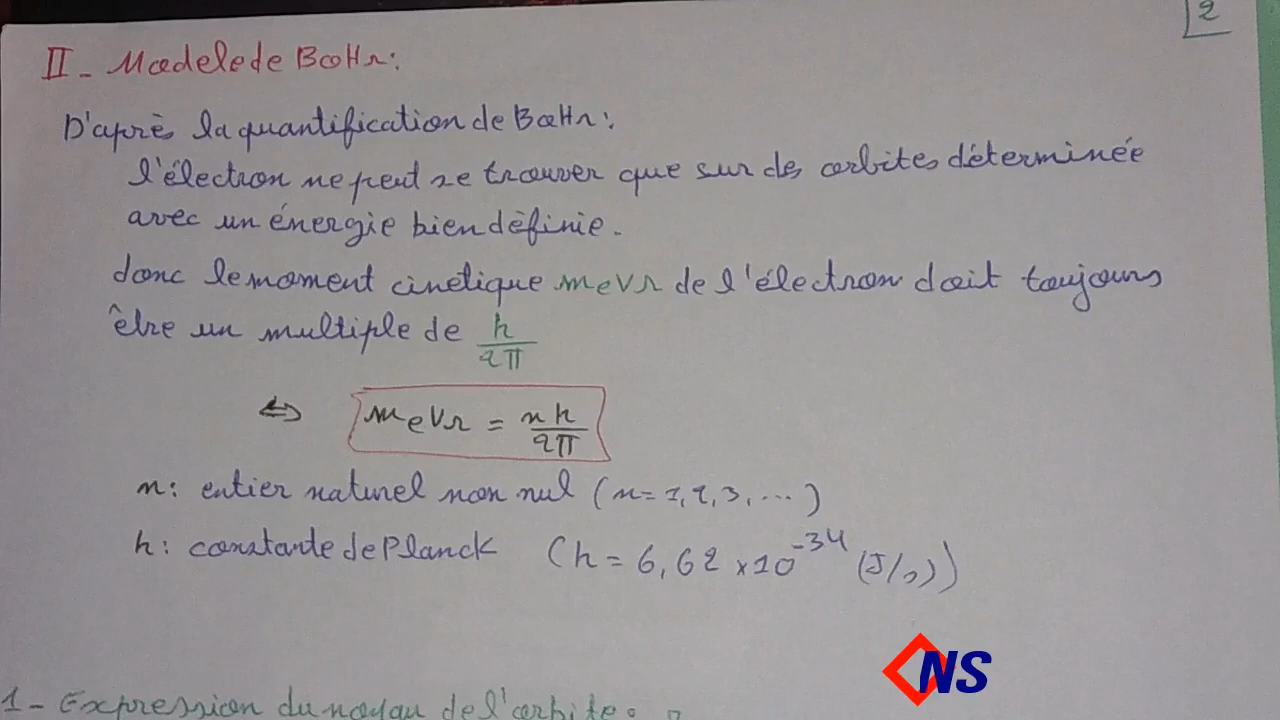 2
II - Modele de BoHr:
D'après la quantification de BoHr:
l'électron ne peut se trouver que sur des orbites déterminée
avec un énergie bien définie.
donc le moment cinétique mevr de l'électron doit toujours
être un multiple de h/2π
⇔ mevr = nh/2π
n: entier naturel non nul (n = 1, 2, 3, ...)
h: constante de Planck (h = 6,62 × 10⁻³⁴ (J/s))
NS
1 - Expression du noyau de l'orbite: